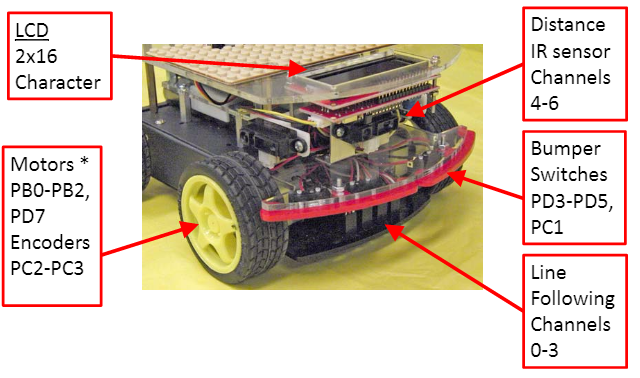 LCD
2x16
Character
Distance
IR sensor
Channels
4-6
Motors *
PB0-PB2,
PD7
Encoders
PC2-PC3
Bumper
Switches
PD3-PD5,
PC1
Line
Following
Channels
0-3